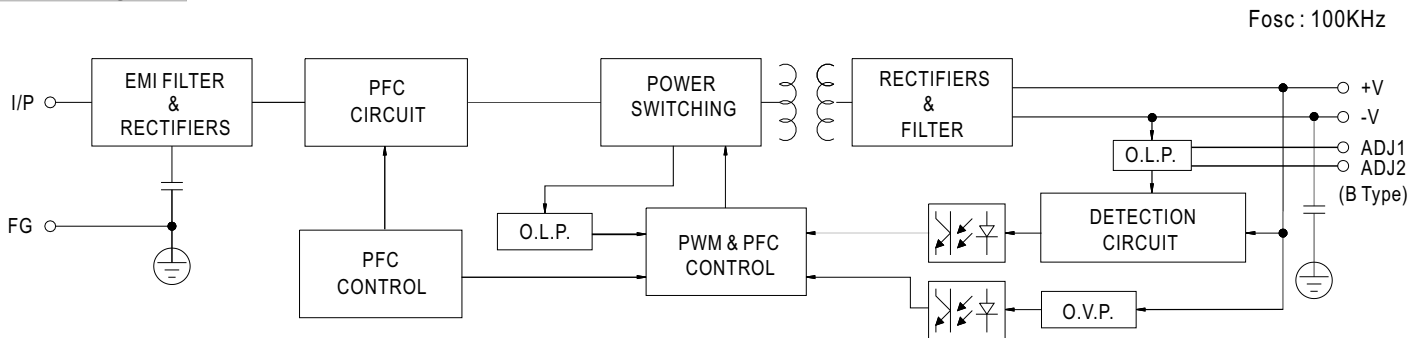 Fosc : 100KHz
I/P
EMI FILTER
&
RECTIFIERS
PFC
CIRCUIT
POWER
SWITCHING
RECTIFIERS
&
FILTER
+V
-V
O.L.P.
ADJ1
ADJ2
(B Type)
FG
O.L.P.
PFC
CONTROL
PWM & PFC
CONTROL
DETECTION
CIRCUIT
O.V.P.